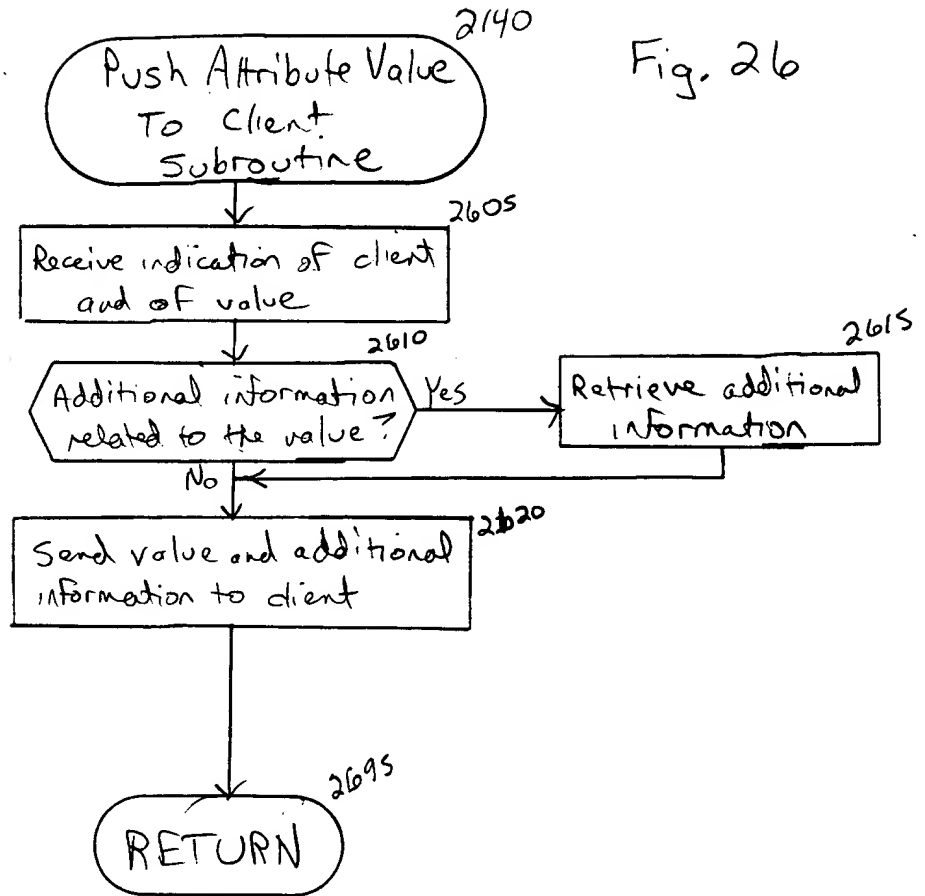 2140
Fig. 26
Push Attribute Value
To Client
Subroutine
2605
Receive indication of client
and of value
2610
Additional information
related to the value?
Yes
2615
Retrieve additional
information
No
2620
Send value and additional
information to client
2695
RETURN